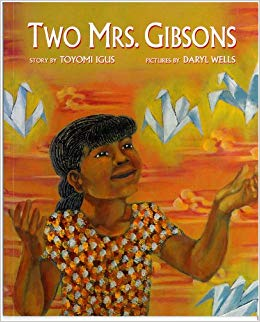 TWO MRS. GIBSONS
STORY BY TOYOMI IGUS PICTURES BY DARYL WELLS